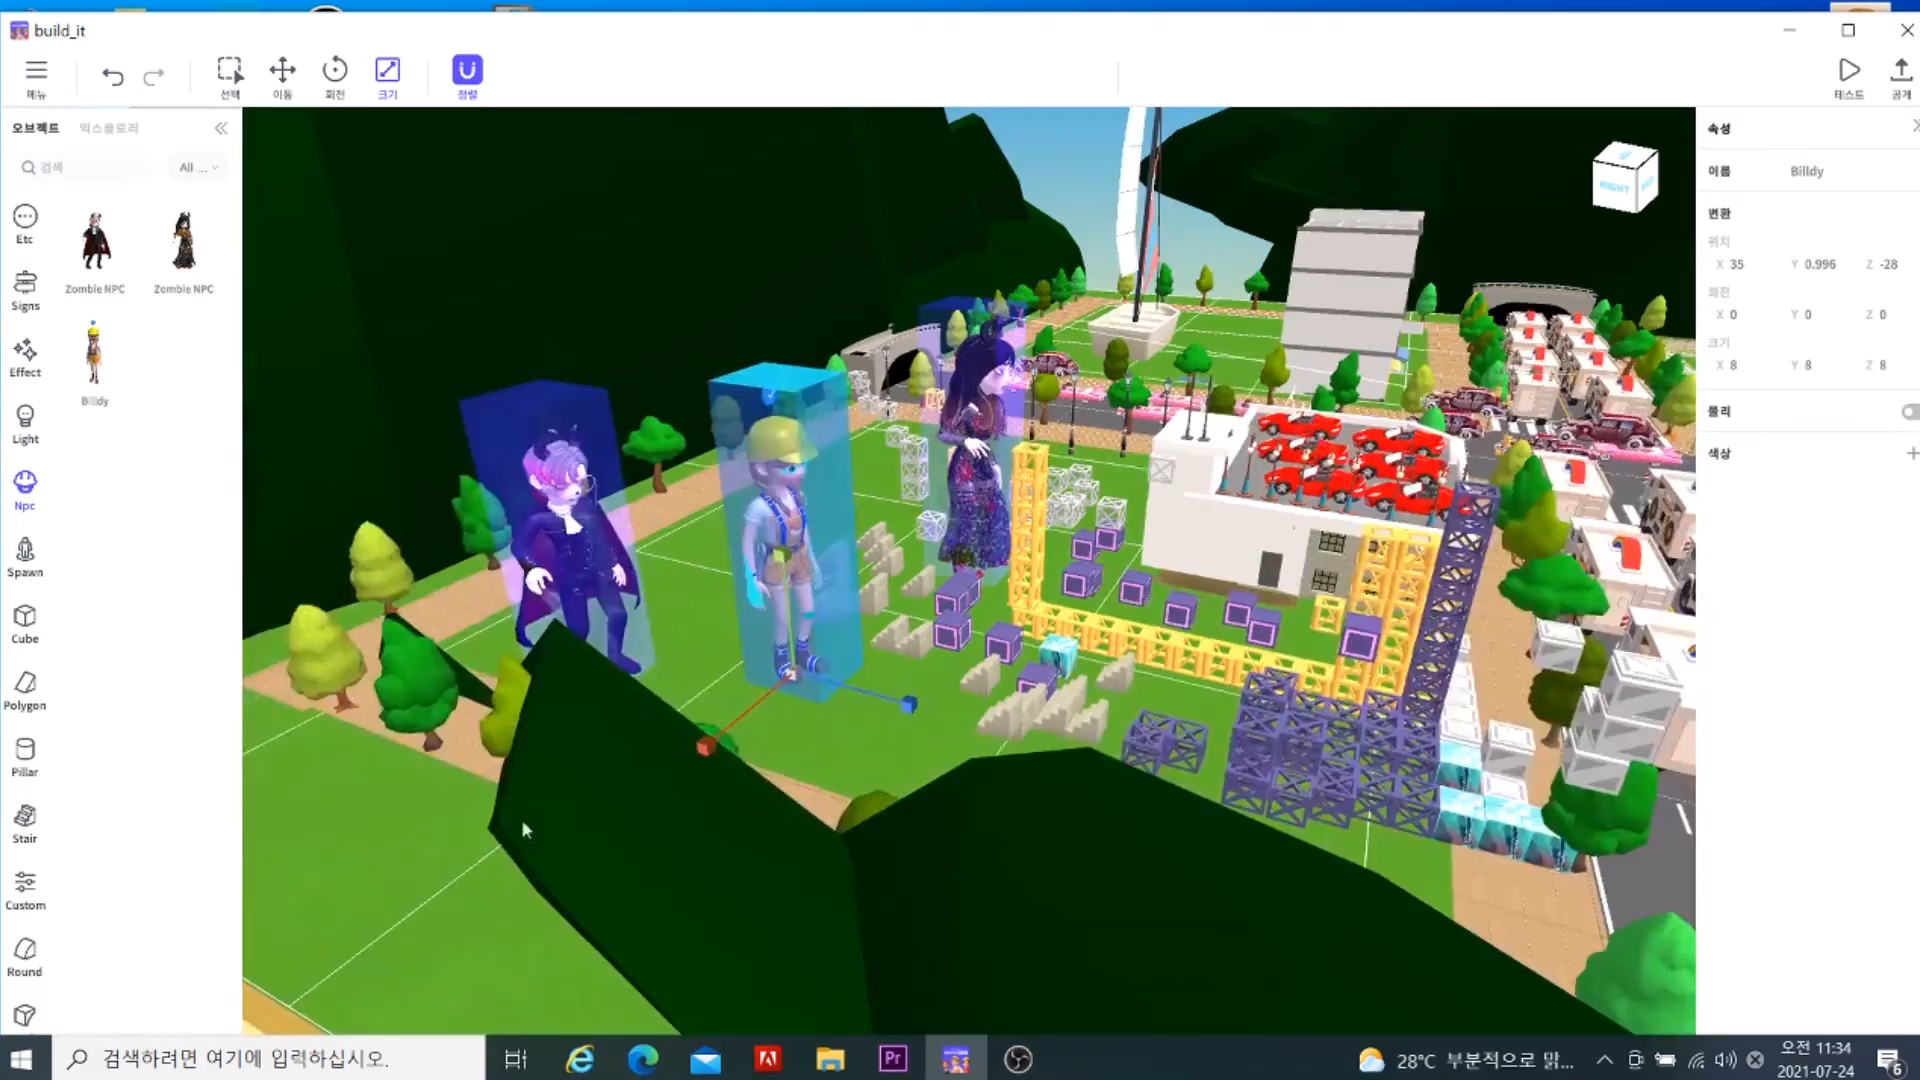 build_it
메뉴
선택
이동
회전
크기
정렬
테스트
공개
오브젝트 익스플로러
검색
All ...
Etc
Signs
Effect
Light
Npc
Spawn
Cube
Polygon
Pillar
Stair
Custom
Round
Zombie NPC
Zombie NPC
Billdy
RIGHT
속성
이름 Billdy
변환
위치
X 35 Y 0.996 Z -28
회전
X 0 Y 0 Z 0
크기
X 8 Y 8 Z 8
물리
색상
검색하려면 여기에 입력하십시오.
Pr
28°C 부분적으로 맑...
오전 11:34
2021-07-24
6